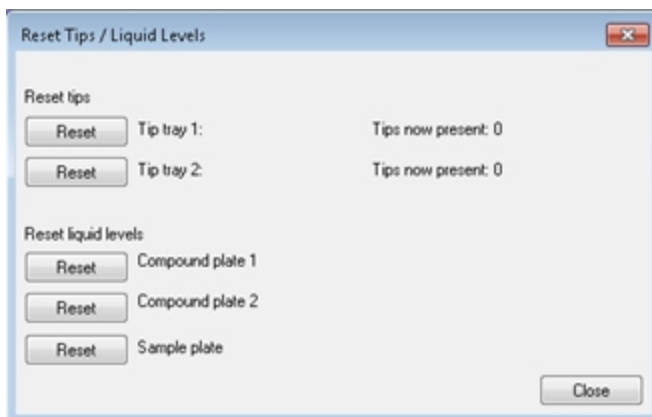 Reset Tips / Liquid Levels
Reset tips
Reset Tip tray 1: Tips now present: 0
Reset Tip tray 2: Tips now present: 0
Reset liquid levels
Reset Compound plate 1
Reset Compound plate 2
Reset Sample plate
Close